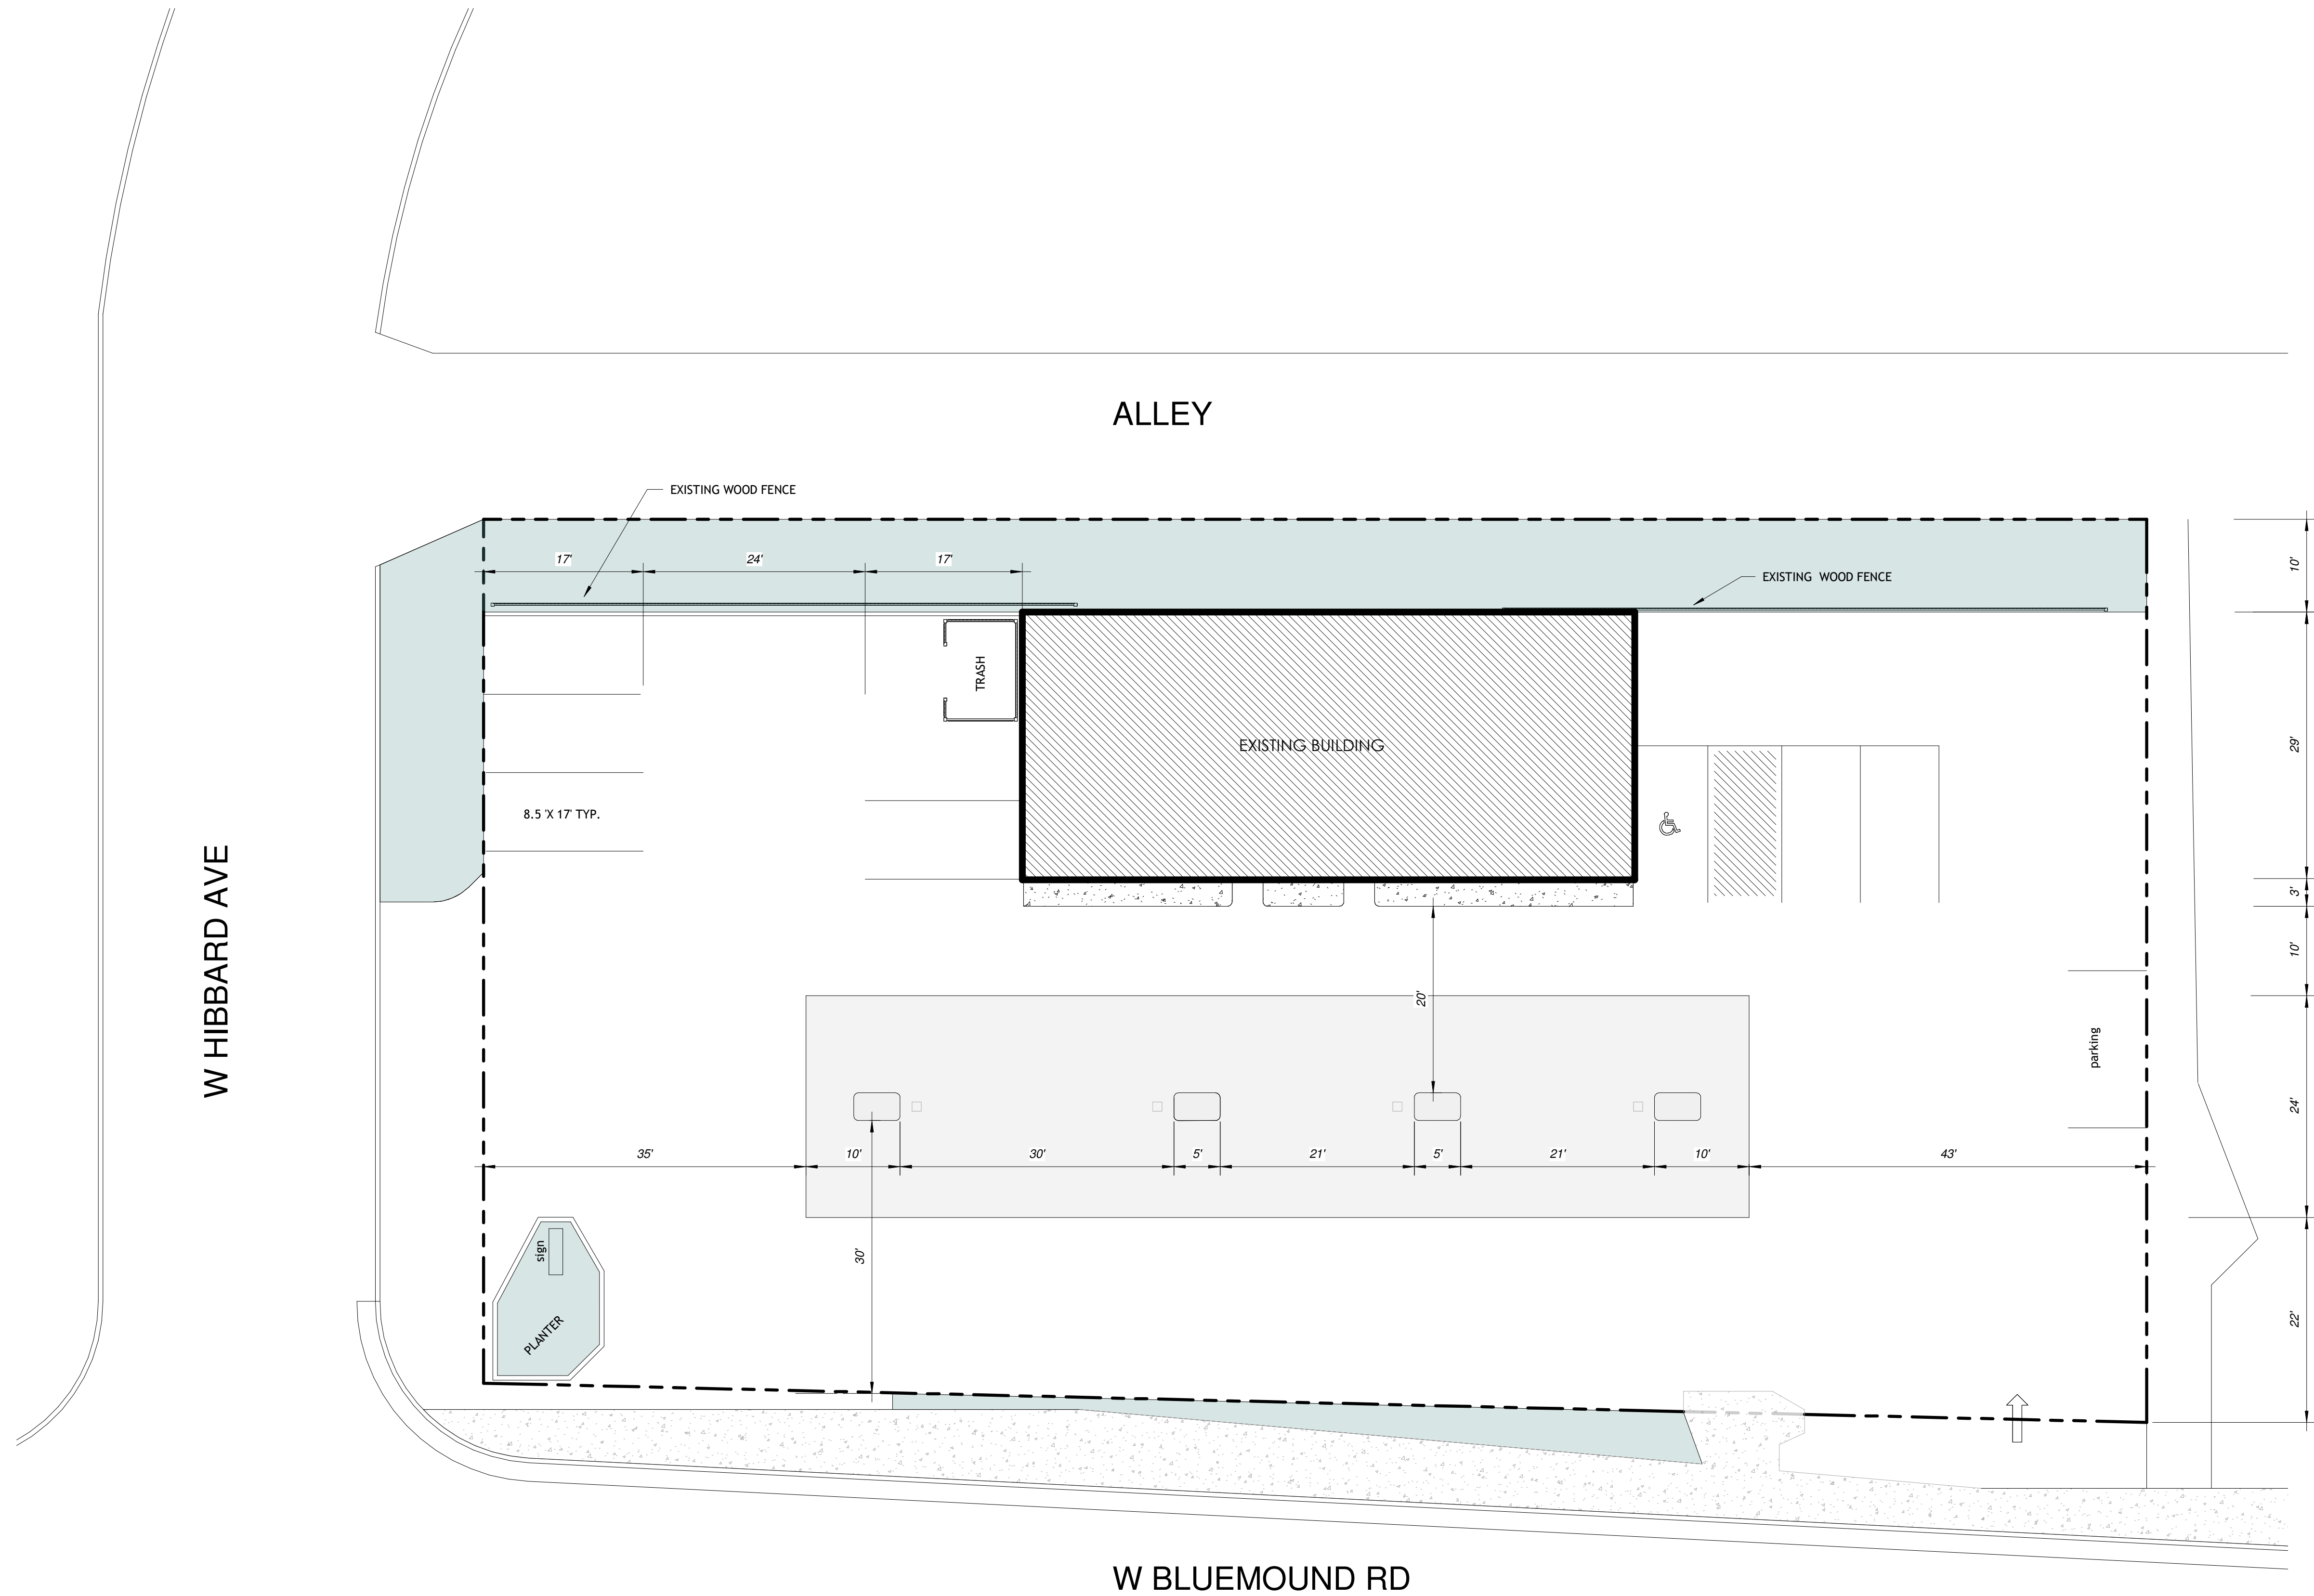 ALLEY
EXISTING WOOD FENCE
17'
24'
17'
EXISTING  WOOD FENCE
10'
TRASH
EXISTING BUILDING
29'
8.5 'X 17' TYP.
3'
W HIBBARD AVE
10'
20'
parking
24'
35'
10'
30'
5'
21'
5'
21'
10'
43'
sign
30'
22'
PLANTER
W BLUEMOUND RD